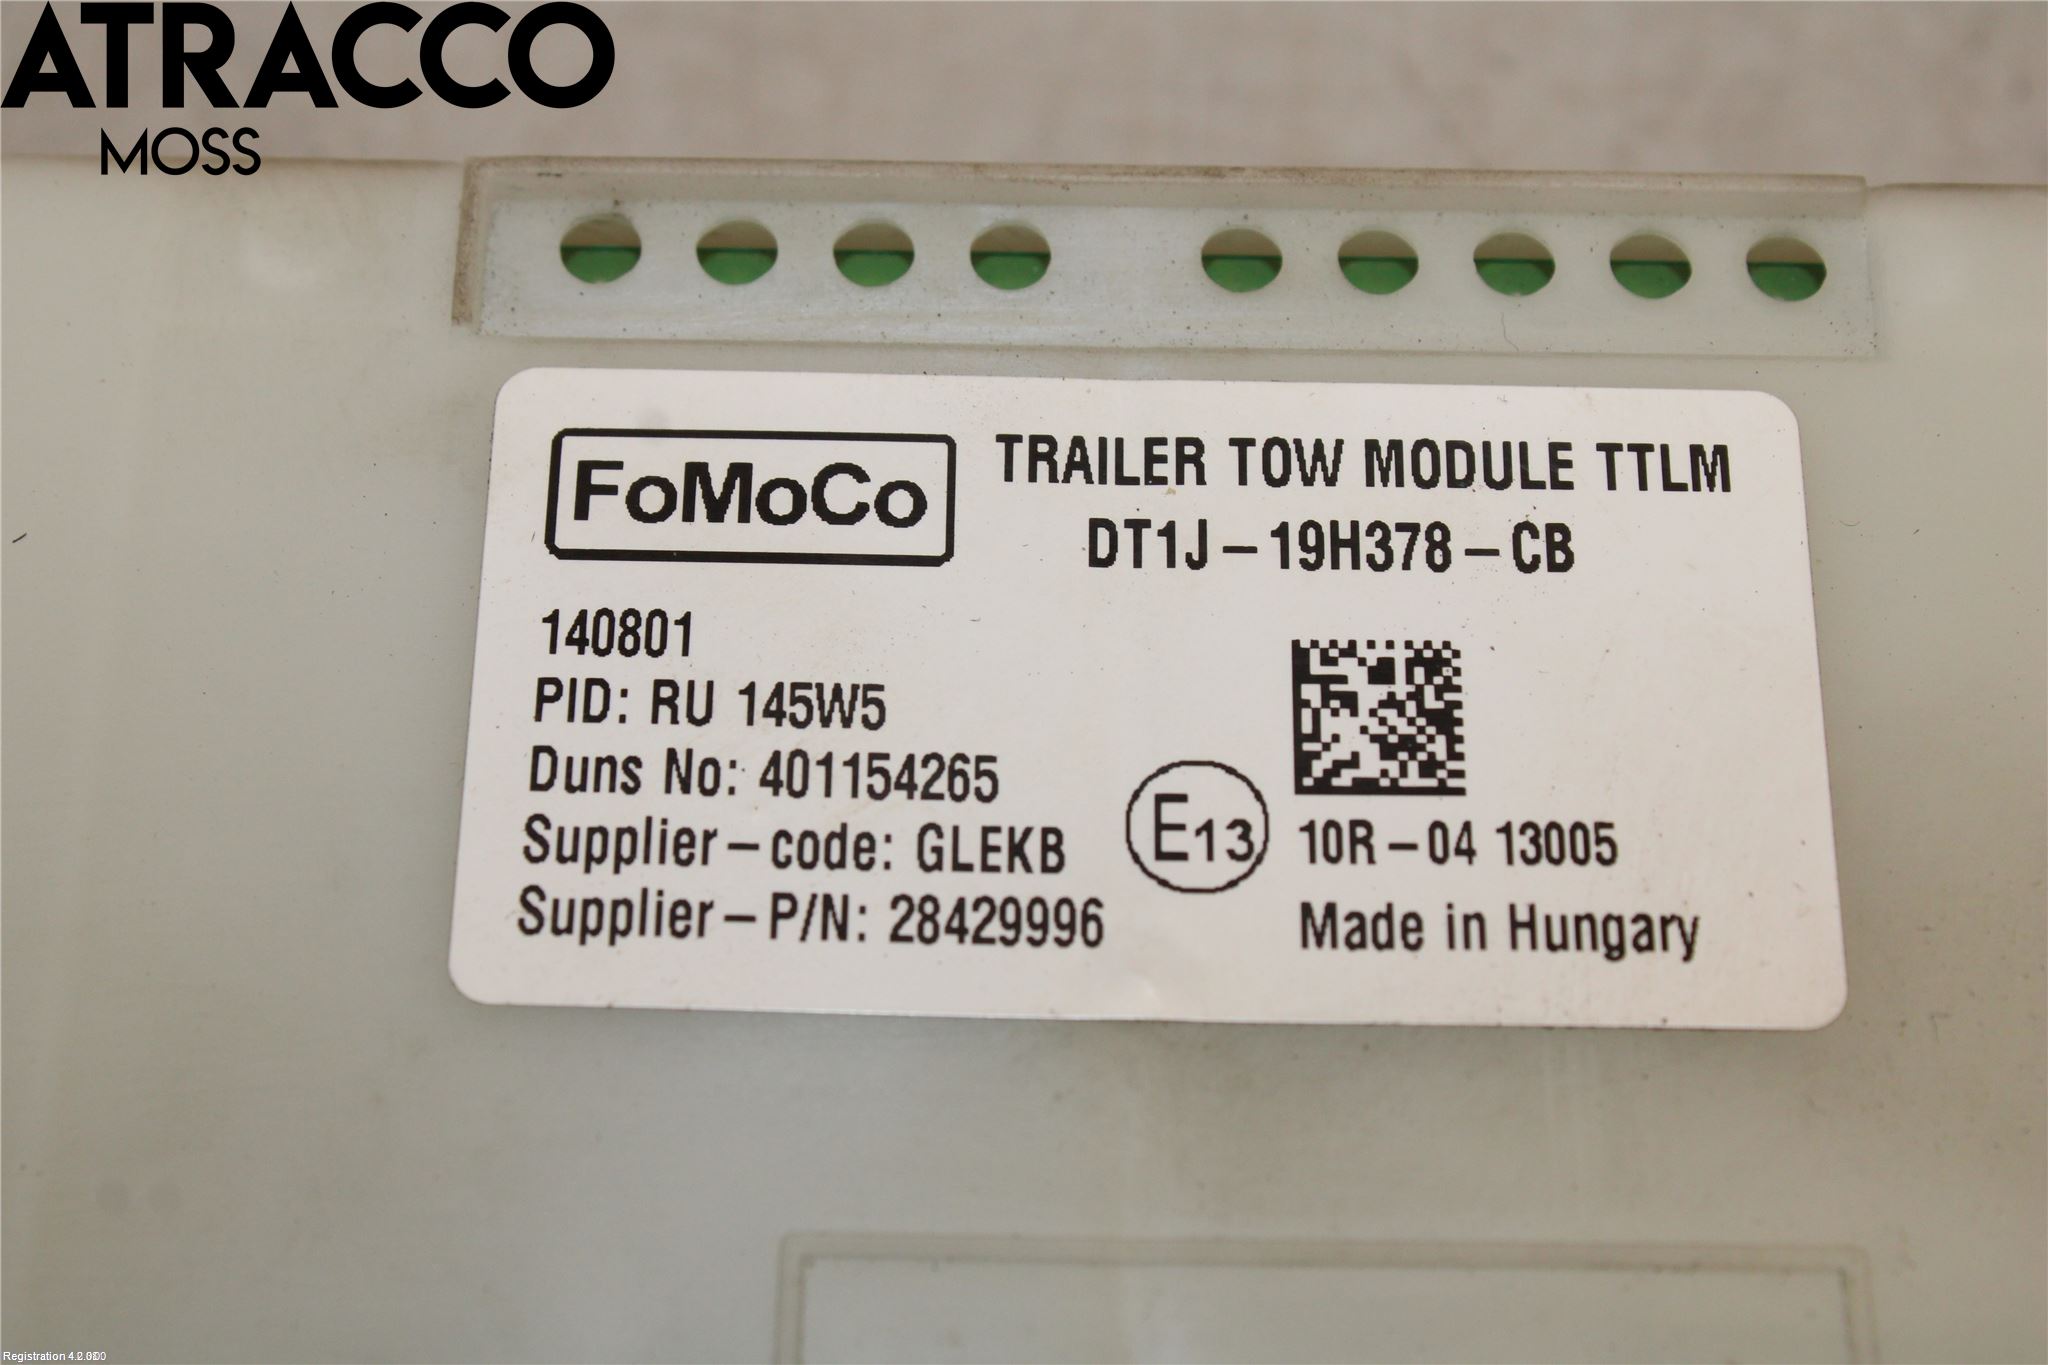 ATRACCO
MOSS
FoMoCo
TRAILER TOW MODULE TTLM
DT1J-19H378-CB
140801
PID: RU 145W5
Duns No: 401154265
Supplier-code: GLEKB
Supplier-P/N: 28429996
E13
10R-04 13005
Made in Hungary
Registration